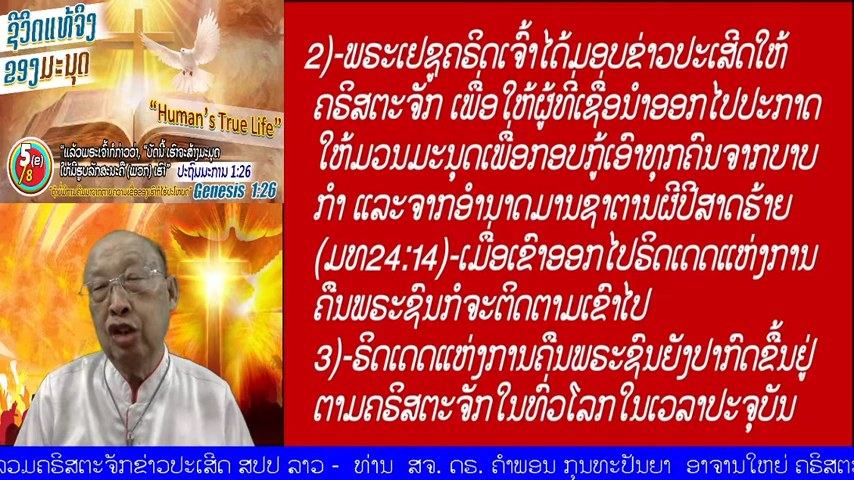 ຊີວິດແທ້ຈິງ
ຂອງມະນຸດ
“Human's True Life”
5(e)/8
“ແລ້ວພຣະເຈົ້າກໍກ່າວວ່າ, “ບັດນີ້ ເຮົາຈະສ້າງມະນຸດ
ໃຫ້ມີຮູບລັກສະນະຄື (ພວກ) ເຮົາ” ປະຖົມມະການ 1:26
Genesis 1:26
2)-ພຣະເຢຊູຄຣິດເຈົ້າໄດ້ມອບຂ່າວປະເສີດໃຫ້
ຄຣິສຕະຈັກ ເພື່ອໃຫ້ຜູ້ທີ່ເຊື່ອນຳອອກໄປປະກາດ
ໃຫ້ມວນມະນຸດເພື່ອກອບກູ້ເອົາທຸກຄົນຈາກບາບ
ກຳ ແລະຈາກອຳນາດມານຊາຕານຜີປີສາດຮ້າຍ
(ມທ24:14)-ເມື່ອເຂົາອອກໄປຣິດເດດແຫ່ງການ
ຄືນພຣະຊົນກໍຈະຕິດຕາມເຂົາໄປ
3)-ຣິດເດດແຫ່ງການຄືນພຣະຊົນຍັງປາກົດຂື້ນຢູ່
ຕາມຄຣິສຕະຈັກໃນທົ່ວໂລກໃນເວລາປະຈຸບັນ
ລວມຄຣິສຕະຈັກຂ່າວປະເສີດ ສປປ ລາວ - ທ່ານ ສຈ. ດຣ. ຄຳພອນ ກຸນທະປັນຍາ ອາຈານໃຫຍ່ ຄຣິສຕະ